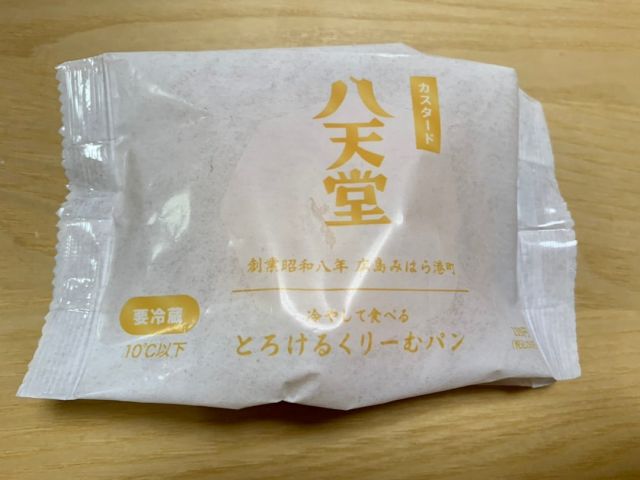 カスタード
八天堂
創業昭和八年 広島みはら港町
要冷蔵
10℃以下
冷やして食べる
とろけるくりーむパン